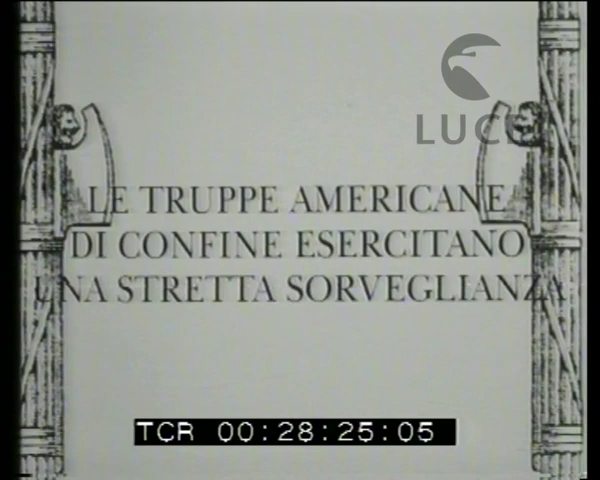 LUCE
LE TRUPPE AMERICANE
DI CONFINE ESERCITANO
UNA STRETTA SORVEGLIANZA
TCR 00:28:25:05